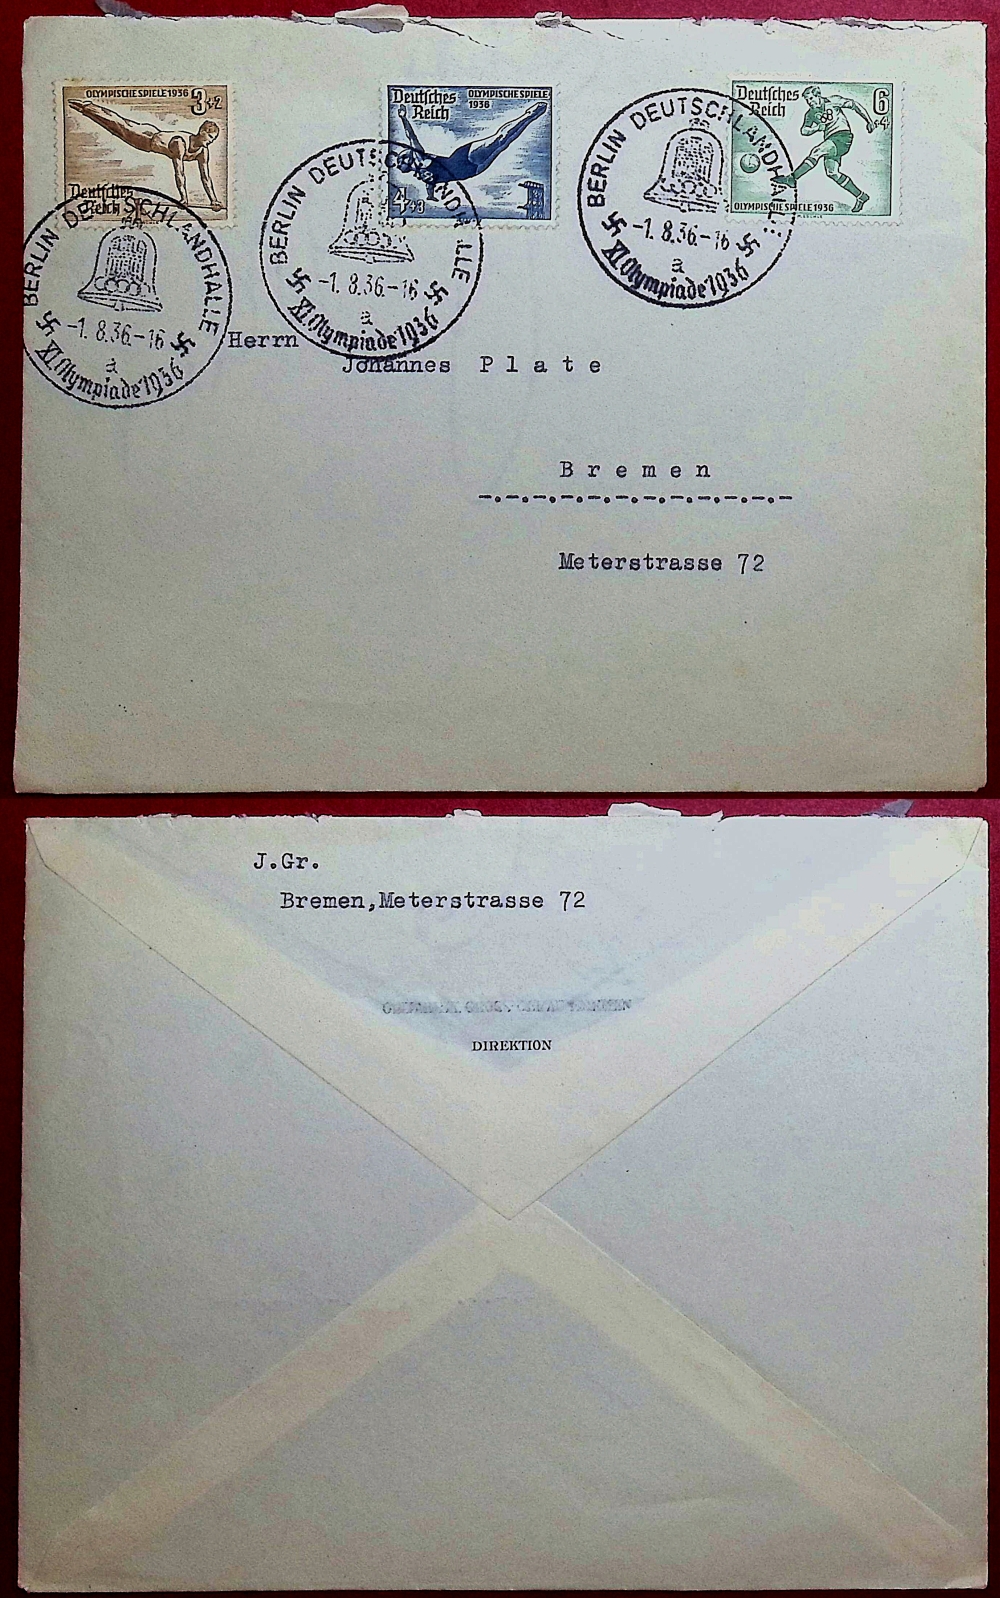 OLYMPISCHE SPIELE 1936 3+2
Deutsches
Reich
Deutsches
Reich
OLYMPISCHE SPIELE
1936
4+3
Deutsches
Reich
6
+4
OLYMPISCHE SPIELE 1936
BERLIN DEUTSCHLANDHALLE
-1.8.36.-16
a
XI.Olympiade 1936
BERLIN DEUTSCHLANDHALLE
-1.8.36.-16
a
XI.Olympiade 1936
BERLIN DEUTSCHLANDHALLE
-1.8.36.-16
a
XI.Olympiade 1936
Herrn
Johannes Plate
Bremen
-.-.-.-.-.-.-.-.-.-.-.-
Meterstrasse 72
J.Gr.
Bremen,Meterstrasse 72
DIREKTION